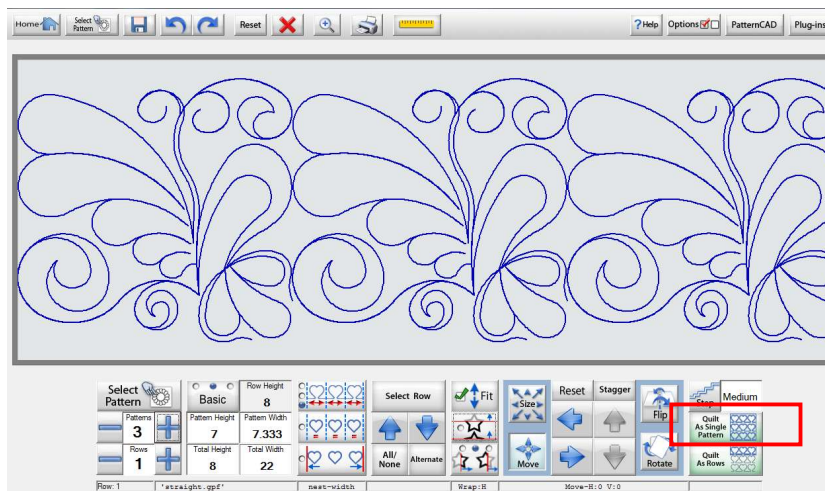 Home
Select
Pattern
Reset
?Help
Options
PatternCAD
Plug-ins
Select
Pattern
Patterns
3
Rows
1
Basic
Row Height
8
Pattern Height
7
Pattern Width
7.333
Total Height
8
Total Width
22
Select Row
All/
None
Alternate
Fit
Size
Move
Reset
Stagger
Flip
Rotate
Step
Medium
Quilt
As Single
Pattern
Quilt
As Rows
Row: 1
'straight.gpf'
nest-width
Wrap:H
Move-H:0 V:0